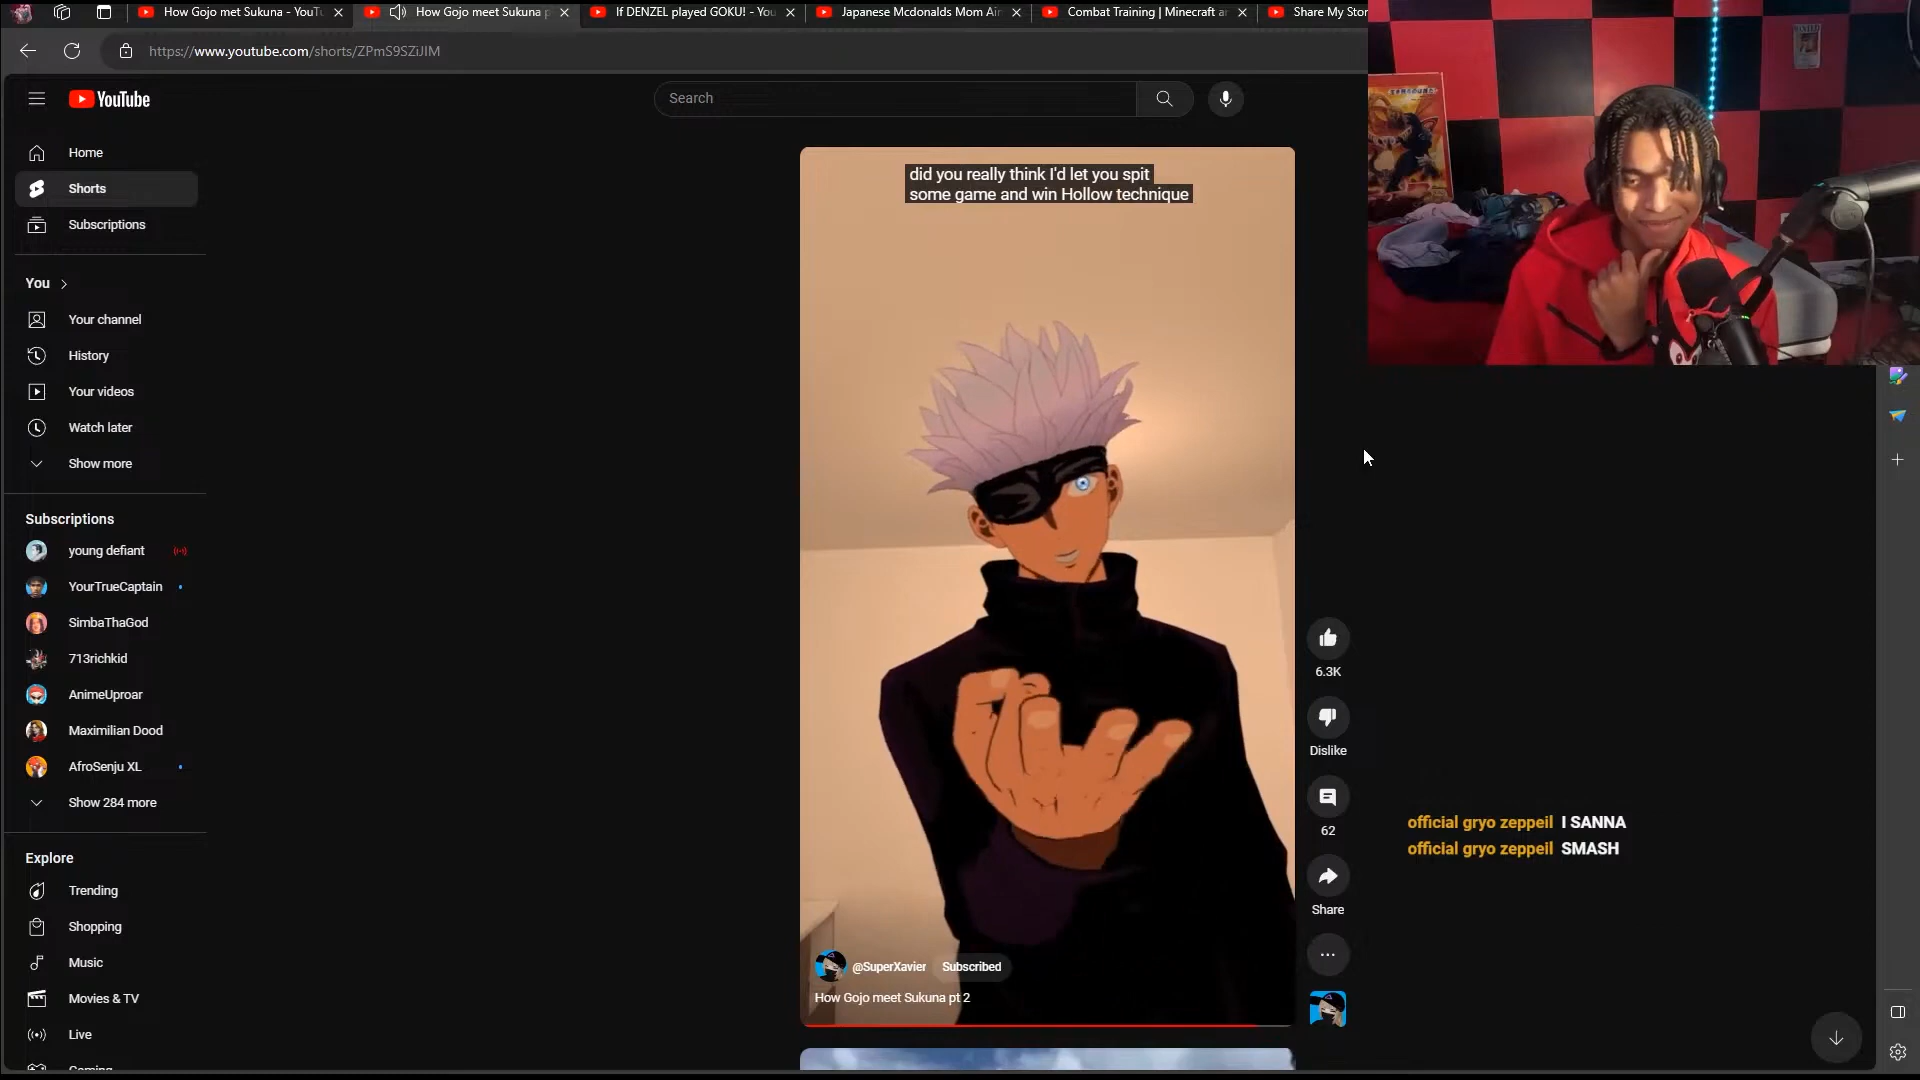 How Gojo met Sukuna - YouT
How Gojo meet Sukuna p
If DENZEL played GOKU! - You
Japanese Mcdonalds Mom Ain
Combat Training | Minecraft ar
Share My Stor
https://www.youtube.com/shorts/ZPmS9SZiJIM
YouTube
Search
Home
Shorts
Subscriptions
You
Your channel
History
Your videos
Watch later
Show more
Subscriptions
young defiant
YourTrueCaptain
SimbaThaGod
713richkid
AnimeUproar
Maximilian Dood
AfroSenju XL
Show 284 more
Explore
Trending
Shopping
Music
Movies & TV
Live
Gaming
did you really think I'd let you spit
some game and win Hollow technique
@SuperXavier Subscribed
How Gojo meet Sukuna pt 2
6.3K
Dislike
62
Share
official gryo zeppeil I SANNA
official gryo zeppeil SMASH
WANTED